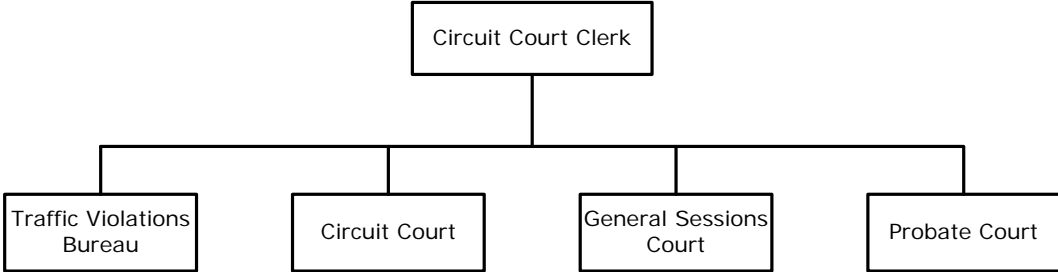 Circuit Court Clerk
Traffic Violations
Bureau
Circuit Court
General Sessions
Court
Probate Court